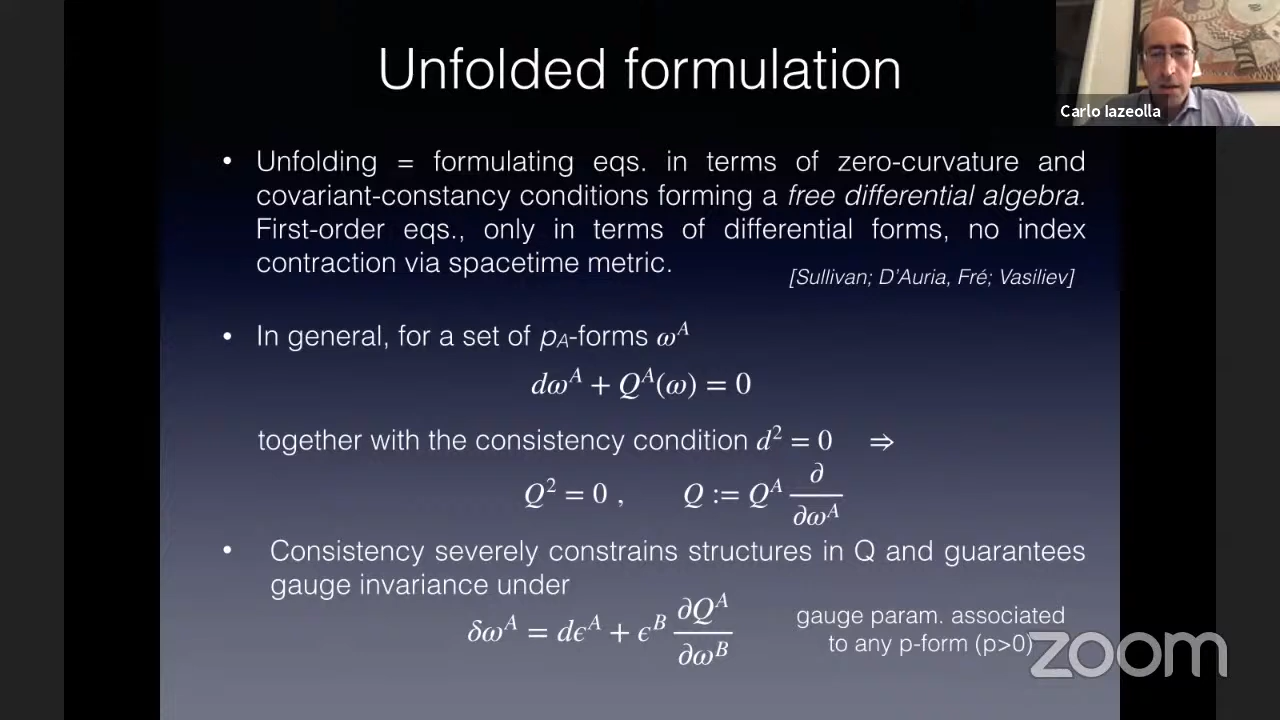 Unfolded formulation
Carlo Iazeolla
• Unfolding = formulating eqs. in terms of zero-curvature and
covariant-constancy conditions forming a free differential algebra.
First-order eqs., only in terms of differential forms, no index
contraction via spacetime metric.
[Sullivan; D'Auria, Fré; Vasiliev]
• In general, for a set of p_A-forms ω^A
dω^A + Q^A(ω) = 0
together with the consistency condition d² = 0 ⇒
Q² = 0 , Q := Q^A ∂/∂ω^A
• Consistency severely constrains structures in Q and guarantees
gauge invariance under
δω^A = dϵ^A + ϵ^B ∂Q^A/∂ω^B
gauge param. associated
to any p-form (p>0)
zoom